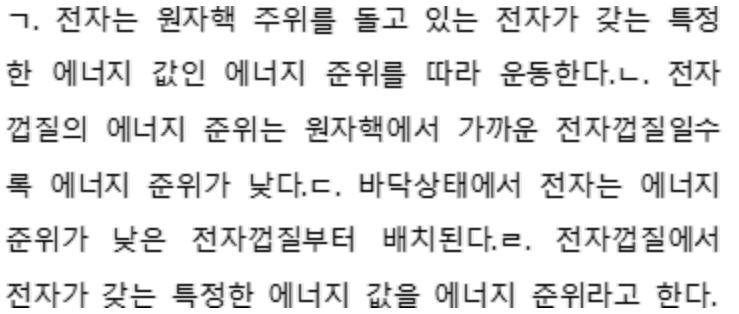 ㄱ. 전자는 원자핵 주위를 돌고 있는 전자가 갖는 특정
한 에너지 값인 에너지 준위를 따라 운동한다.ㄴ. 전자
껍질의 에너지 준위는 원자핵에서 가까운 전자껍질일수
록 에너지 준위가 낮다.ㄷ. 바닥상태에서 전자는 에너지
준위가 낮은 전자껍질부터 배치된다.ㄹ. 전자껍질에서
전자가 갖는 특정한 에너지 값을 에너지 준위라고 한다.